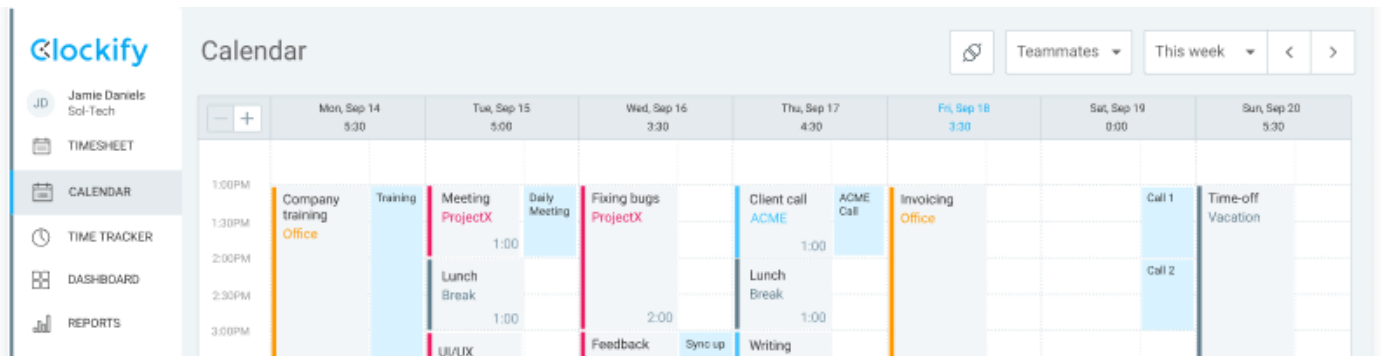 Clockify
Calendar
Teammates
This week
JD
Jamie Daniels
Sol-Tech
TIMESHEET
CALENDAR
TIME TRACKER
DASHBOARD
REPORTS
Mon, Sep 14
5:30
Tue, Sep 15
5:00
Wed, Sep 16
3:30
Thu, Sep 17
4:30
Fri, Sep 18
3:30
Sat, Sep 19
0:00
Sun, Sep 20
5:30
1:00PM
1:30PM
2:00PM
2:30PM
3:00PM
Company
training
Office
Training
Meeting
ProjectX
1:00
Daily
Meeting
Lunch
Break
1:00
UI/UX
Fixing bugs
ProjectX
2:00
Feedback
Sync up
Client call
ACME
1:00
ACME
Call
Lunch
Break
1:00
Writing
Invoicing
Office
Call 1
Call 2
Time-off
Vacation